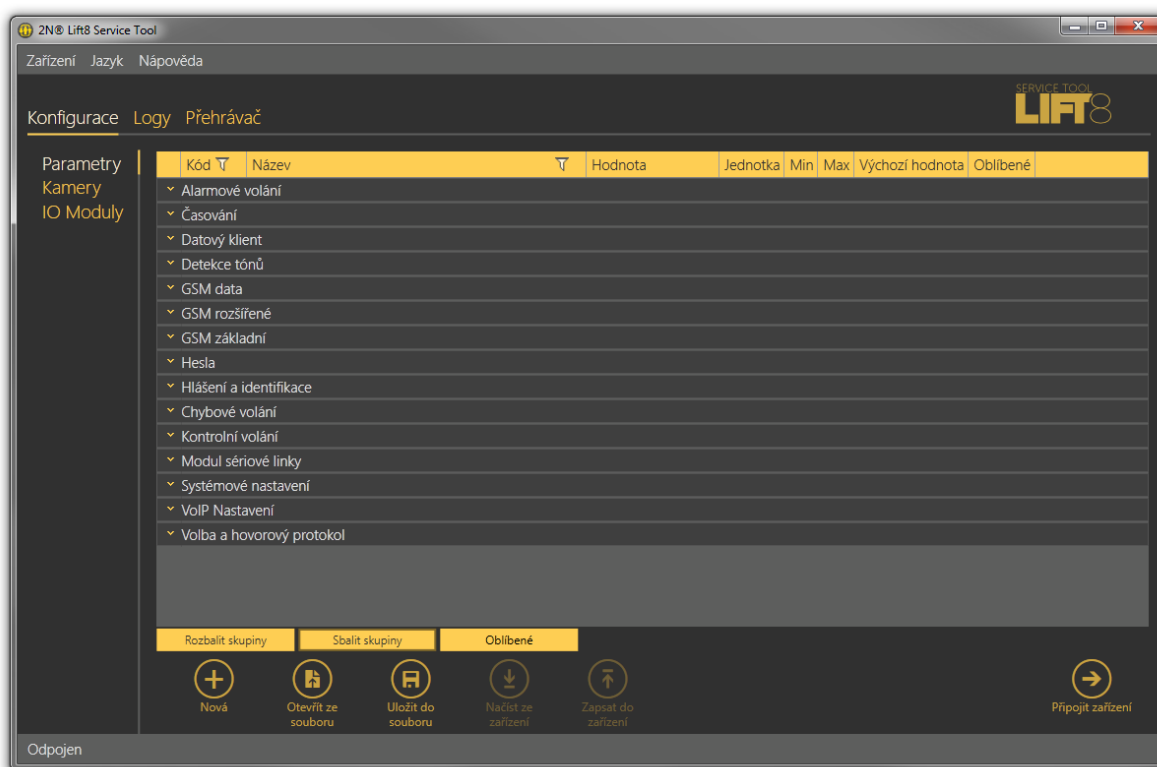 2N® Lift8 Service Tool
Zařízení Jazyk Nápověda
SERVICE TOOL
LIFT8
Konfigurace Logy Přehrávač
Parametry
Kamery
IO Moduly
Kód Název Hodnota Jednotka Min Max Výchozí hodnota Oblíbené
Alarmové volání
Časování
Datový klient
Detekce tónů
GSM data
GSM rozšířené
GSM základní
Hesla
Hlášení a identifikace
Chybové volání
Kontrolní volání
Modul sériové linky
Systémové nastavení
VoIP Nastavení
Volba a hovorový protokol
Rozbalit skupiny Sbalit skupiny Oblíbené
Nová
Otevřít ze
souboru
Uložit do
souboru
Načíst ze
zařízení
Zapsat do
zařízení
Připojit zařízení
Odpojen